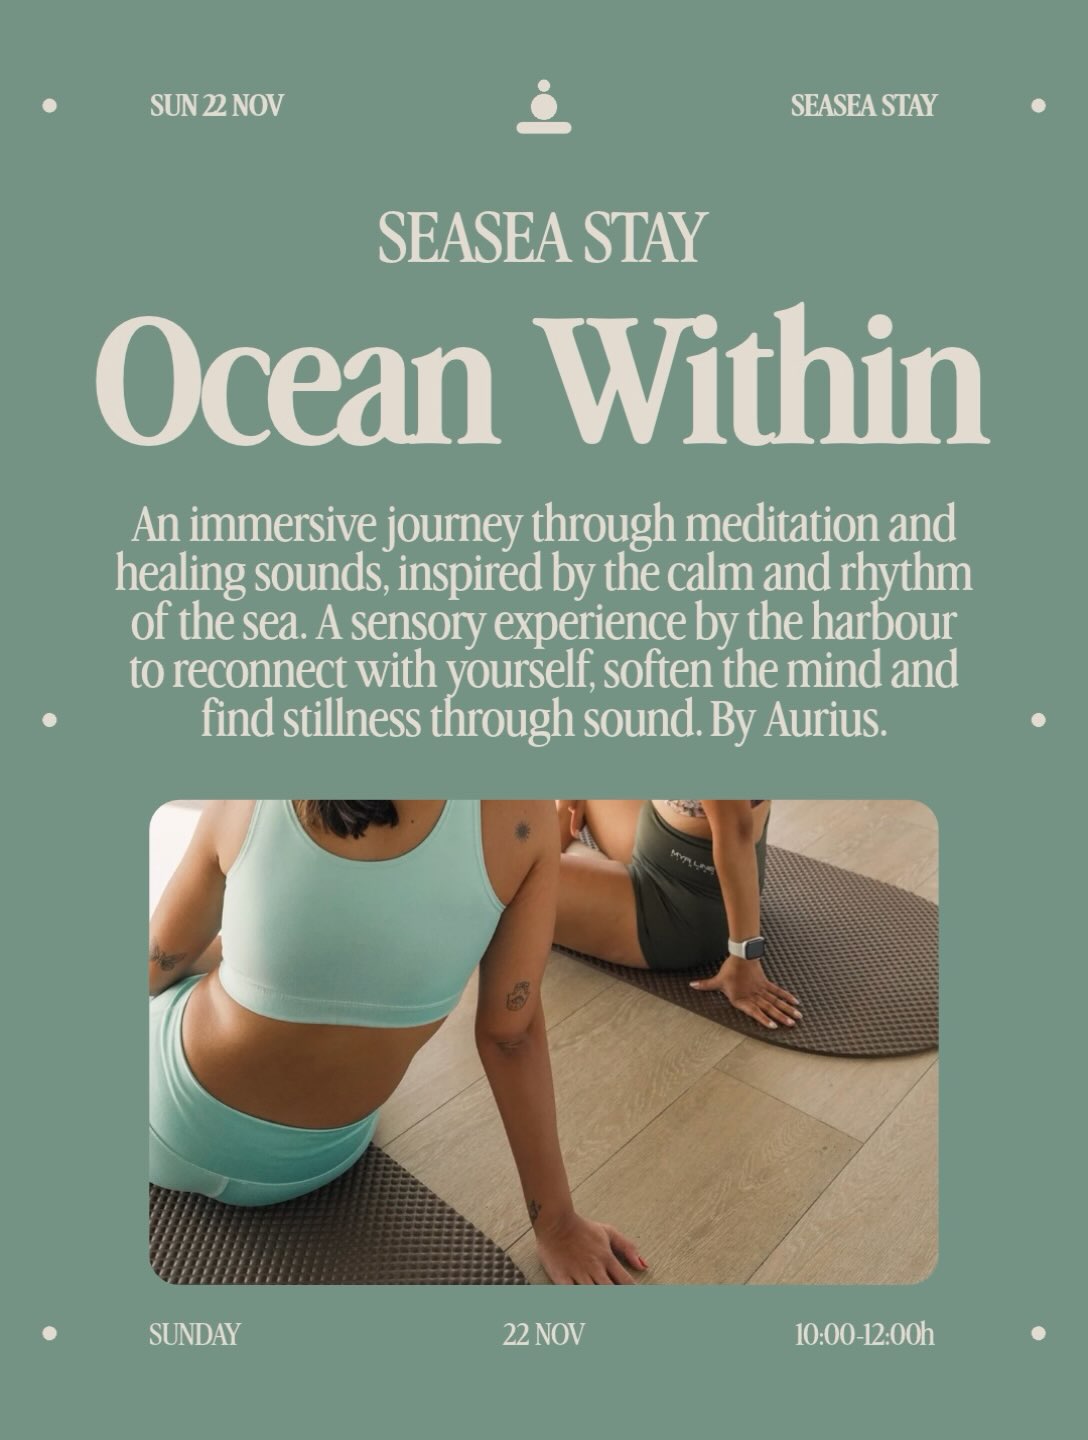 SUN 22 NOV
SEASEA STAY
SEASEA STAY
Ocean Within
An immersive journey through meditation and
healing sounds, inspired by the calm and rhythm
of the sea. A sensory experience by the harbour
to reconnect with yourself, soften the mind and
find stillness through sound. By Aurius.
SUNDAY
22 NOV
10:00-12:00h